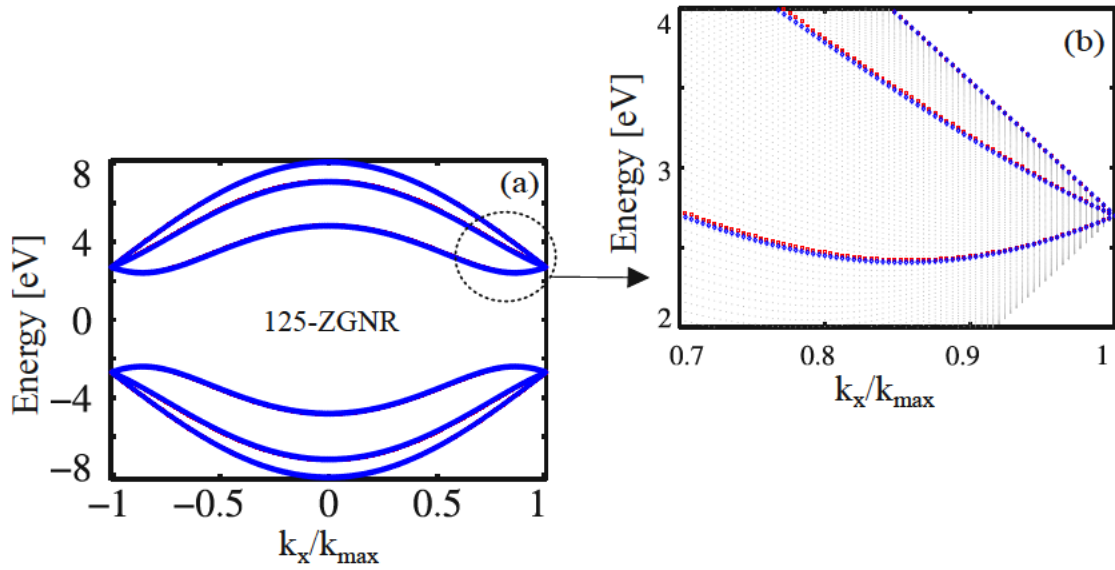 (a)
8
4
0
−4
−8
Energy [eV]
125-ZGNR
−1 −0.5 0 0.5 1
kx/kmax
(b)
4
3
2
Energy [eV]
0.7 0.8 0.9 1
kx/kmax